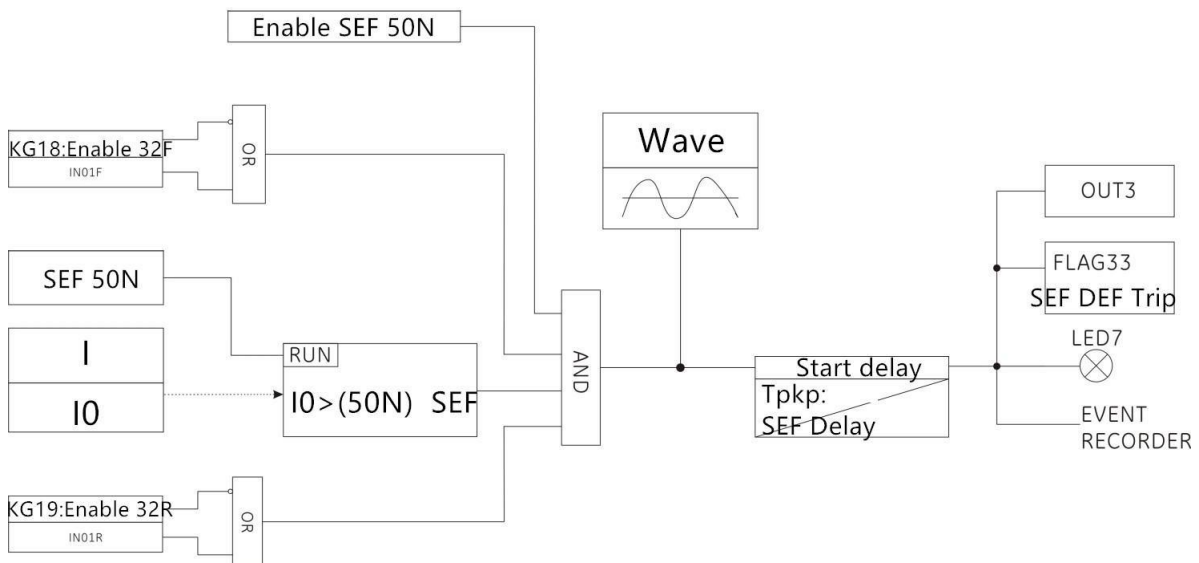 Enable SEF 50N
KG18:Enable 32F
IN01F
OR
SEF 50N
I
I0
RUN
I0>(50N) SEF
KG19:Enable 32R
IN01R
OR
AND
Wave
Start delay
Tpkp:
SEF Delay
OUT3
FLAG33
SEF DEF Trip
LED7
EVENT
RECORDER